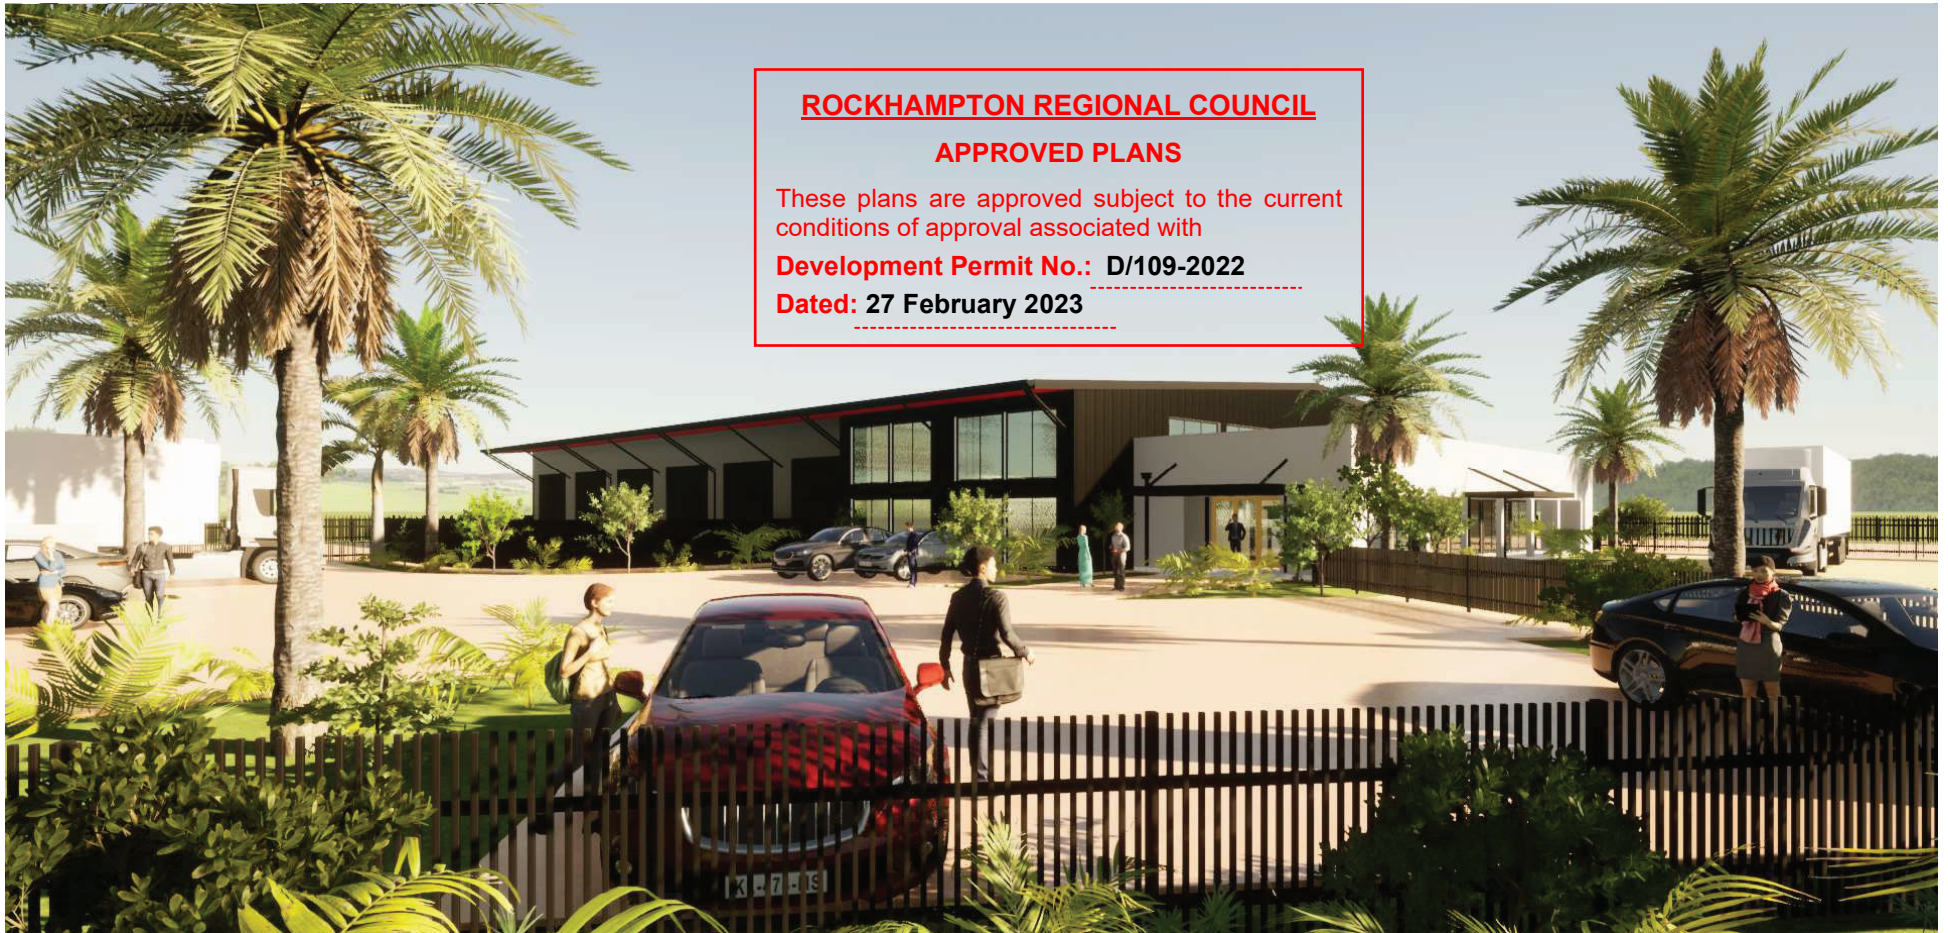 ROCKHAMPTON REGIONAL COUNCIL
APPROVED PLANS
These plans are approved subject to the current
conditions of approval associated with
Development Permit No.: D/109-2022
Dated: 27 February 2023